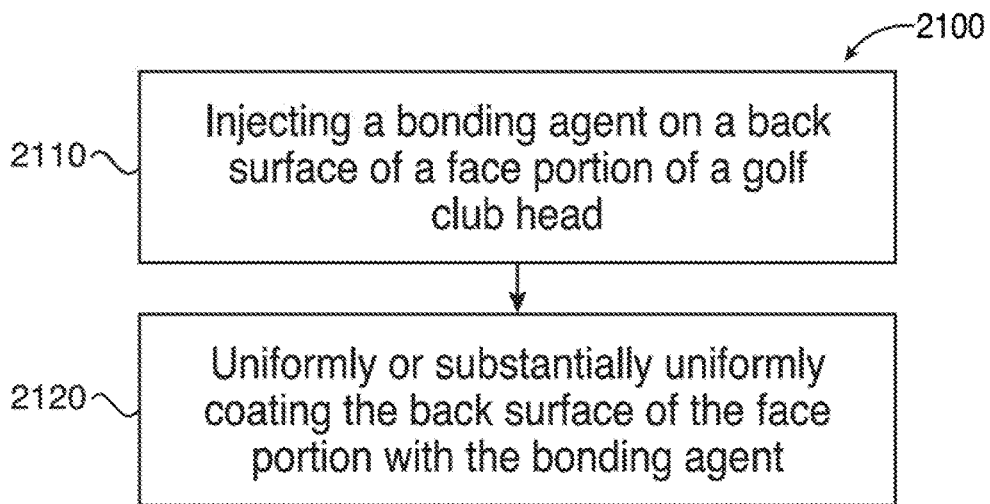 2100
2110
Injecting a bonding agent on a back
surface of a face portion of a golf
club head
2120
Uniformly or substantially uniformly
coating the back surface of the face
portion with the bonding agent